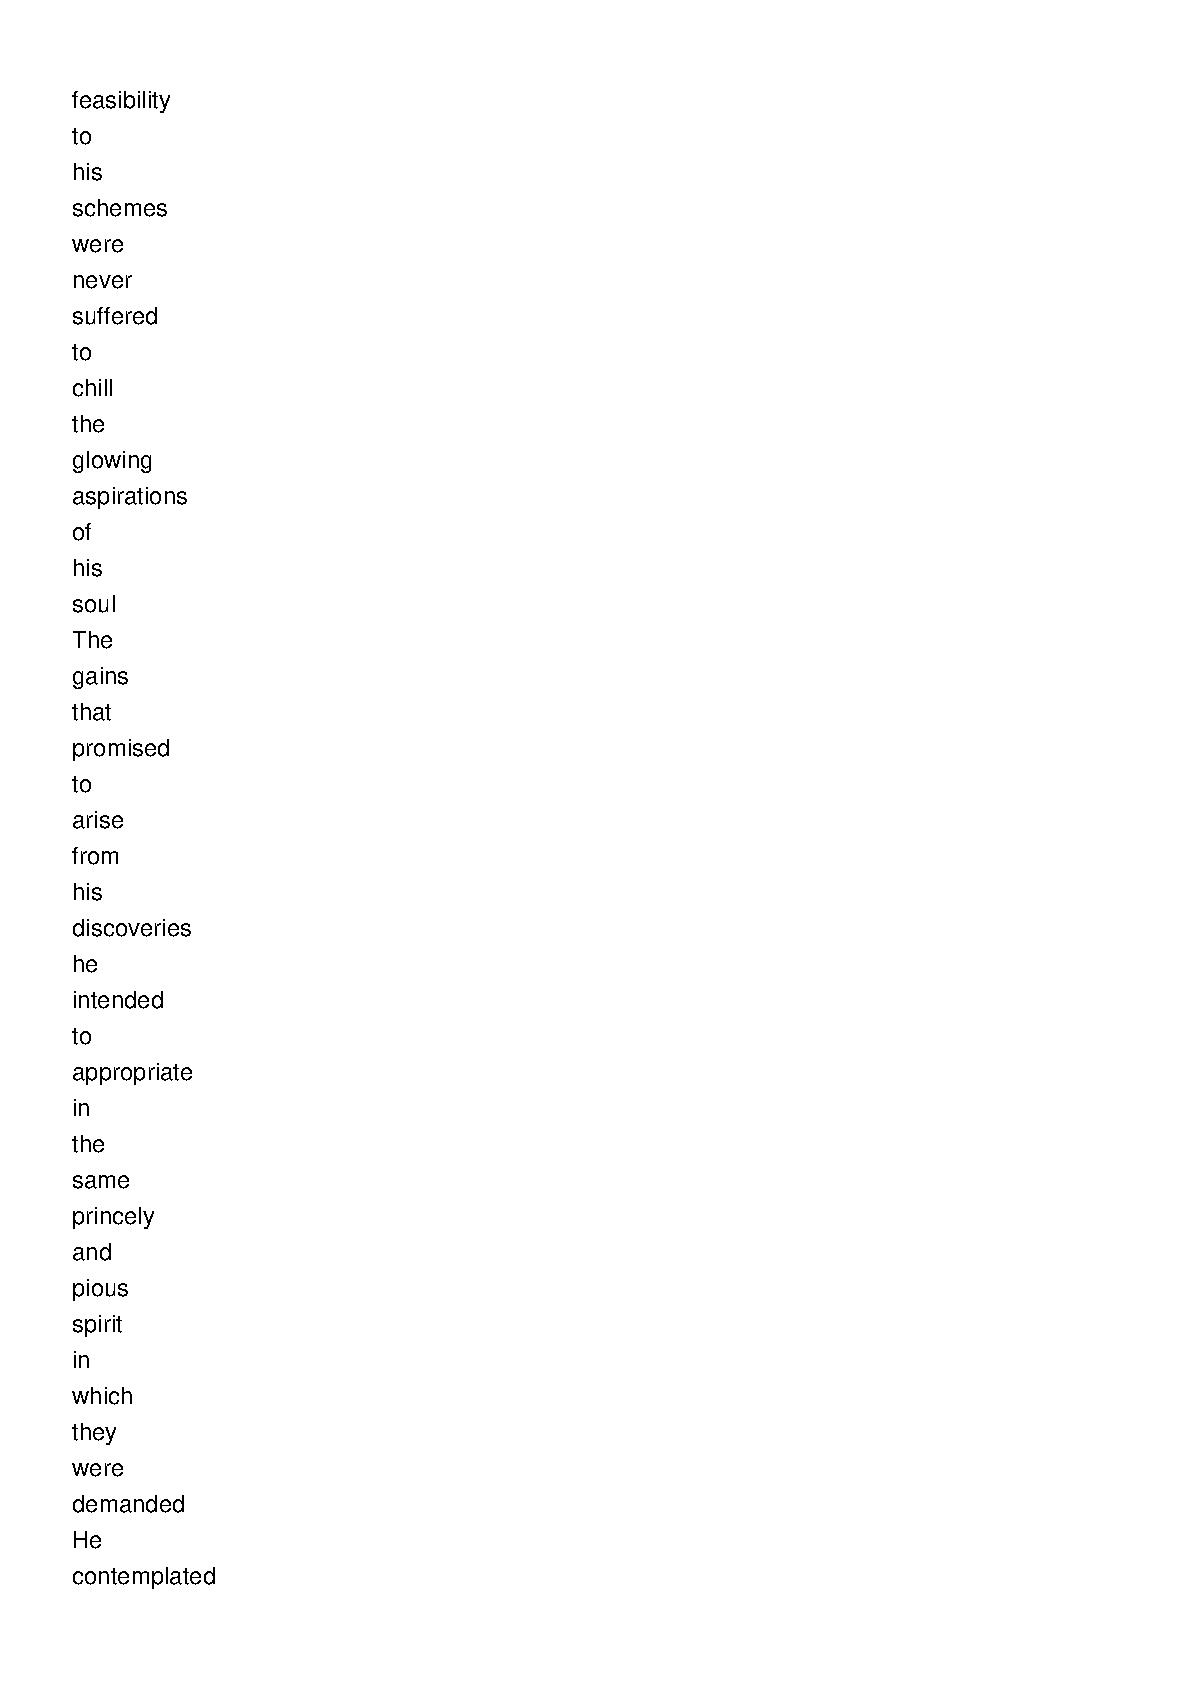 feasibility
to
his
schemes
were
never
suffered
to
chill
the
glowing
aspirations
of
his
soul
The
gains
that
promised
to
arise
from
his
discoveries
he
intended
to
appropriate
in
the
same
princely
and
pious
spirit
in
which
they
were
demanded
He
contemplated